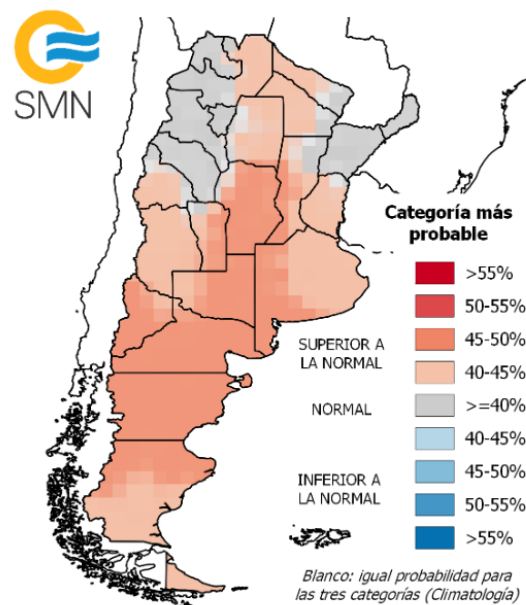 SMN
Categoría más
probable
>55%
50-55%
SUPERIOR A
LA NORMAL
45-50%
40-45%
NORMAL
>=40%
40-45%
INFERIOR A
LA NORMAL
45-50%
50-55%
>55%
Blanco: igual probabilidad para
las tres categorías (Climatología)